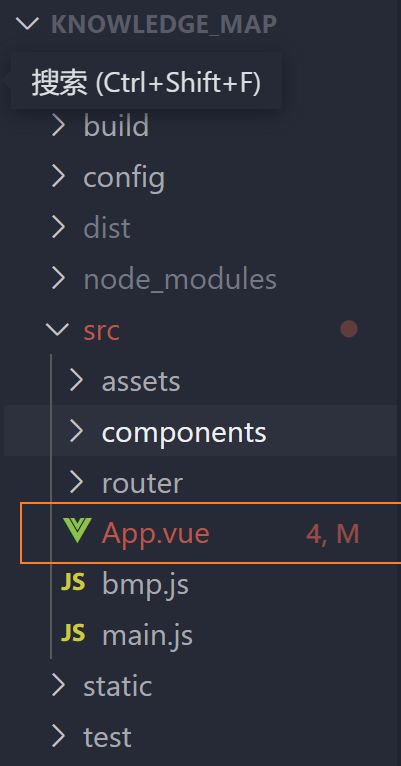 KNOWLEDGE_MAP
搜索 (Ctrl+Shift+F)
build
config
dist
node_modules
src
assets
components
router
App.vue 4, M
JS bmp.js
JS main.js
static
test